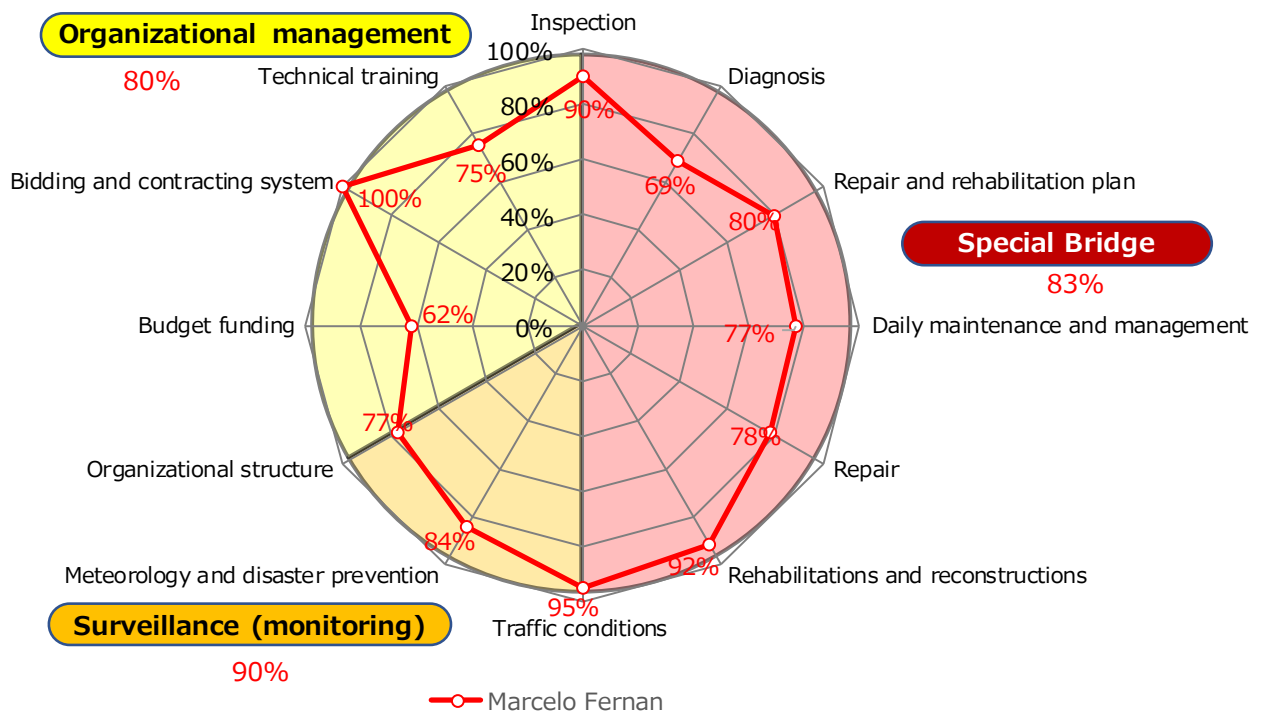 Inspection
Organizational management
80%
Technical training
Diagnosis
100%
80%
60%
40%
20%
0%
90%
75%
69%
Bidding and contracting system
100%
Repair and rehabilitation plan
80%
Special Bridge
83%
Budget funding
62%
77%
Daily maintenance and management
77%
78%
Organizational structure
Repair
84%
92%
Meteorology and disaster prevention
Rehabilitations and reconstructions
95%
Surveillance (monitoring)
Traffic conditions
90%
Marcelo Fernan